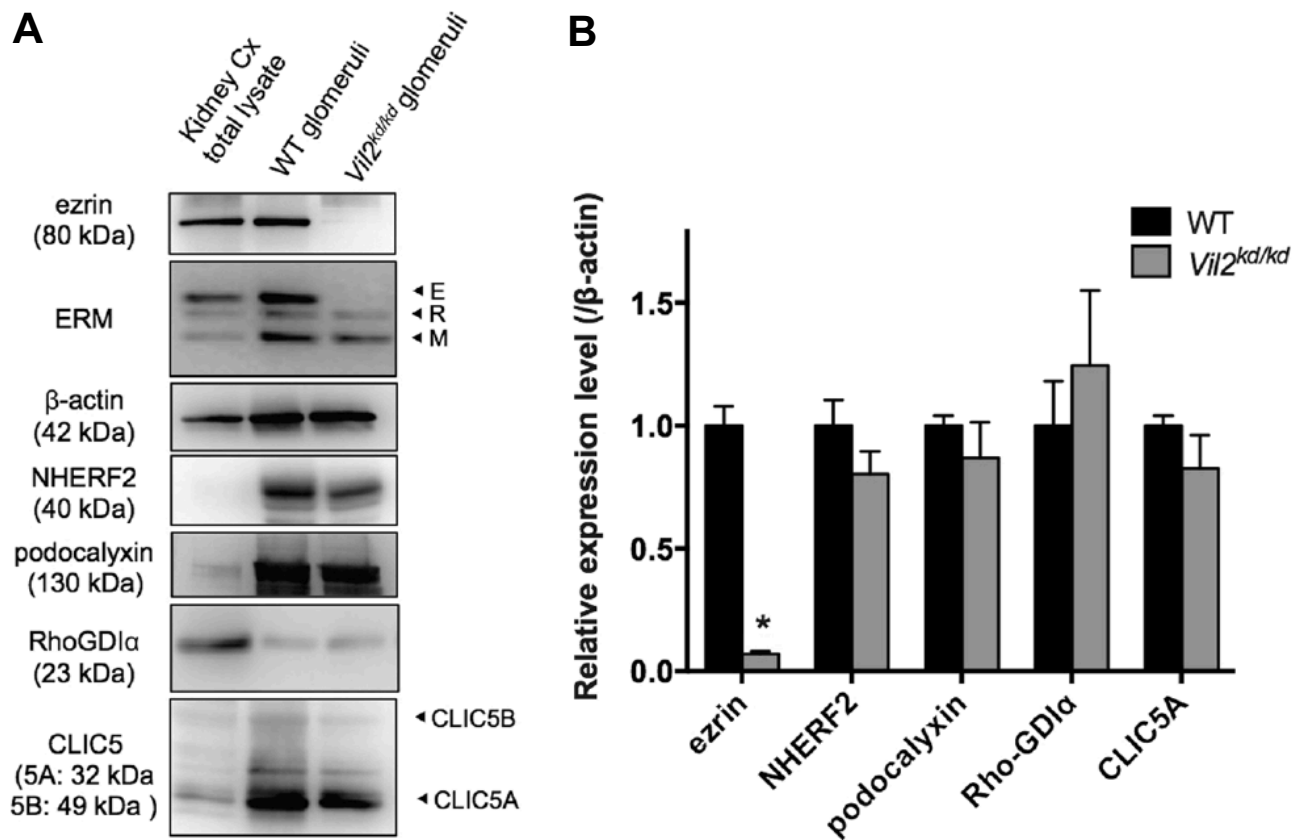 A
Kidney Cx
total lysate
WT glomeruli
Vil2kd/kd glomeruli
ezrin
(80 kDa)
ERM
◄ E
◄ R
◄ M
β-actin
(42 kDa)
NHERF2
(40 kDa)
podocalyxin
(130 kDa)
RhoGDIα
(23 kDa)
CLIC5
(5A: 32 kDa
5B: 49 kDa )
◄ CLIC5B
◄ CLIC5A
B
WT
Vil2kd/kd
Relative expression level (/β-actin)
1.5
1.0
0.5
0.0
*
ezrin
NHERF2
podocalyxin
Rho-GDIα
CLIC5A